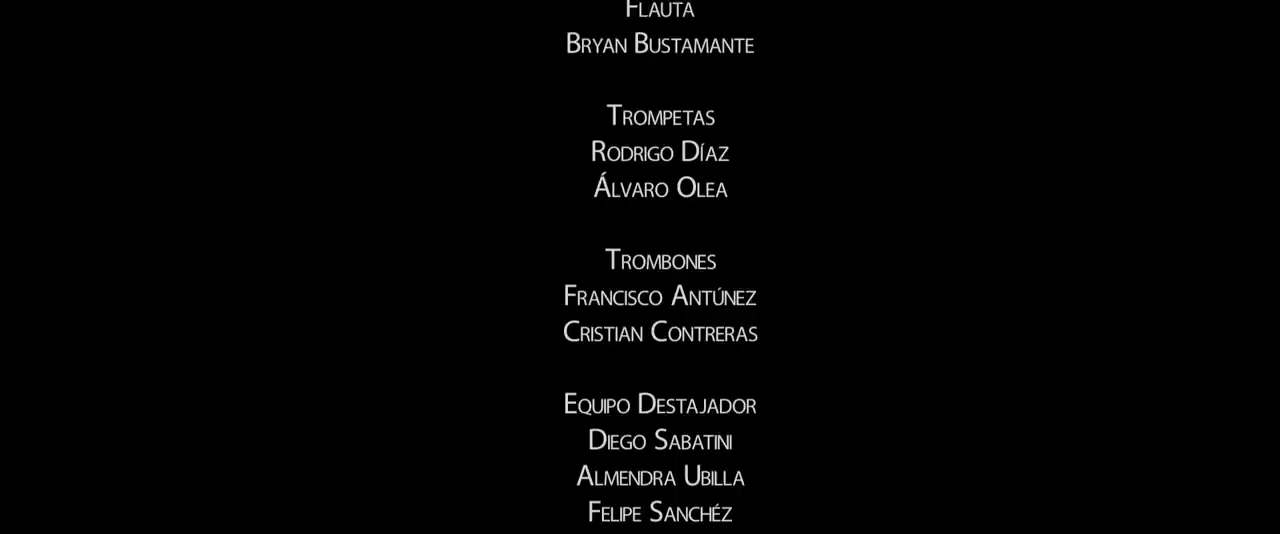 Flauta
Bryan Bustamante
Trompetas
Rodrigo Díaz
Álvaro Olea
Trombones
Francisco Antúnez
Cristian Contreras
Equipo Destajador
Diego Sabatini
Almendra Ubilla
Felipe Sanchéz